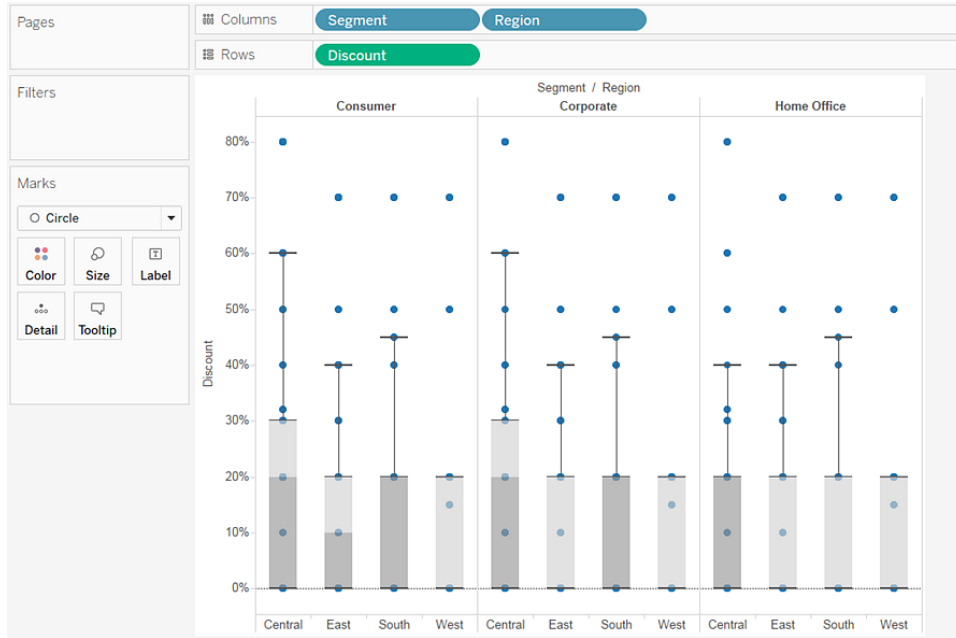 Pages
Columns
Segment
Region
Rows
Discount
Filters
Marks
Circle
Color
Size
Label
Detail
Tooltip
Segment / Region
Consumer
Corporate
Home Office
Discount
80%
70%
60%
50%
40%
30%
20%
10%
0%
Central East South West Central East South West Central East South West